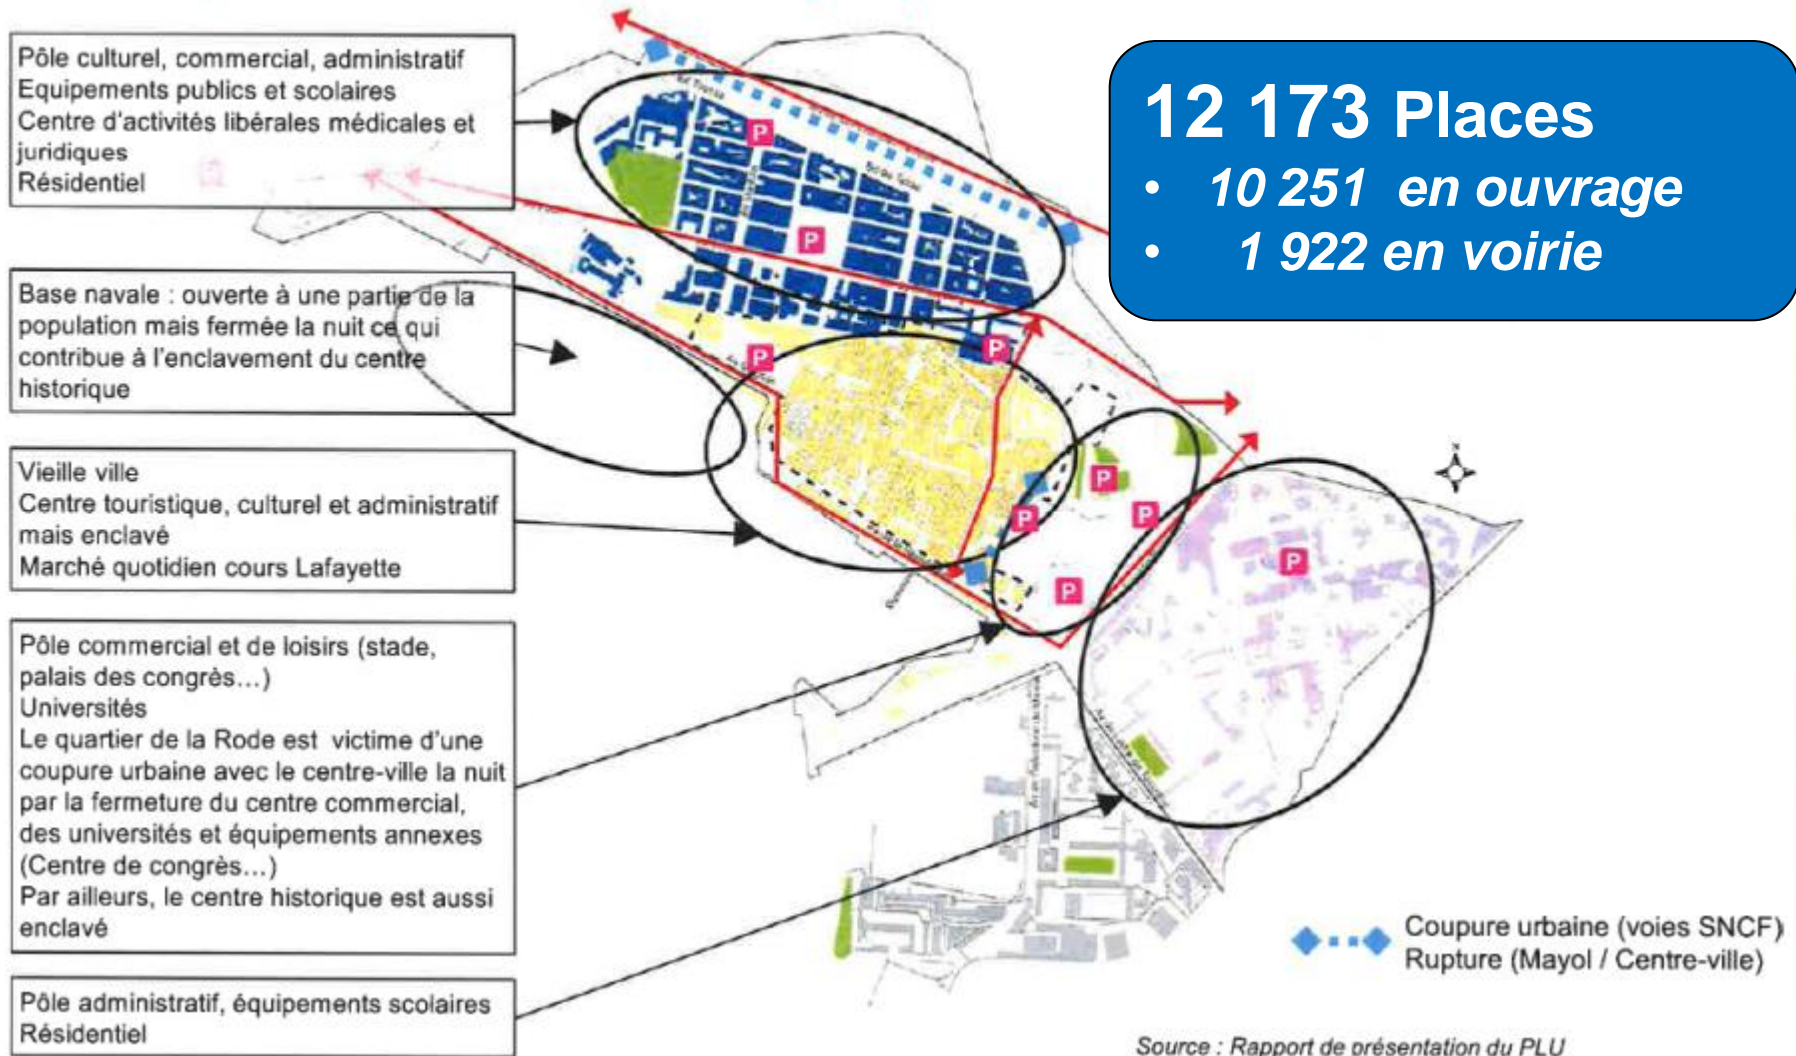 Pôle culturel, commercial, administratif
Equipements publics et scolaires
Centre d'activités libérales médicales et
juridiques
Résidentiel
12 173 Places
• 10 251 en ouvrage
• 1 922 en voirie
Base navale : ouverte à une partie de la
population mais fermée la nuit ce qui
contribue à l'enclavement du centre
historique
Vieille ville
Centre touristique, culturel et administratif
mais enclavé
Marché quotidien cours Lafayette
Pôle commercial et de loisirs (stade,
palais des congrès...)
Universités
Le quartier de la Rode est victime d'une
coupure urbaine avec le centre-ville la nuit
par la fermeture du centre commercial,
des universités et équipements annexes
(Centre de congrès...)
Par ailleurs, le centre historique est aussi
enclavé
Pôle administratif, équipements scolaires
Résidentiel
P
P
P
P
P
P
P
P
P
Coupure urbaine (voies SNCF)
Rupture (Mayol / Centre-ville)
Source : Rapport de présentation du PLU